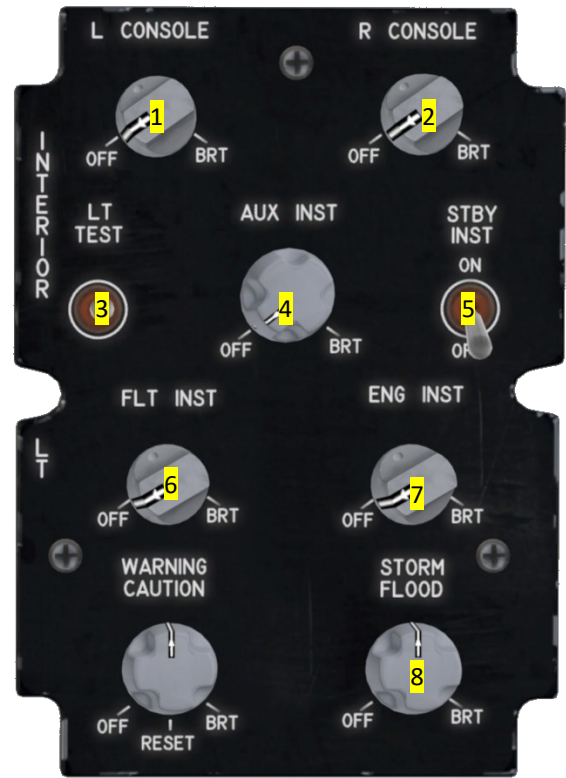 L CONSOLE
R CONSOLE
1
2
OFF
BRT
OFF
BRT
INTERIOR
LT
TEST
AUX INST
STBY
INST
ON
3
4
5
OFF
BRT
FLT INST
ENG INST
LT
6
7
OFF
BRT
OFF
BRT
WARNING
CAUTION
STORM
FLOOD
8
OFF
RESET
BRT
OFF
BRT